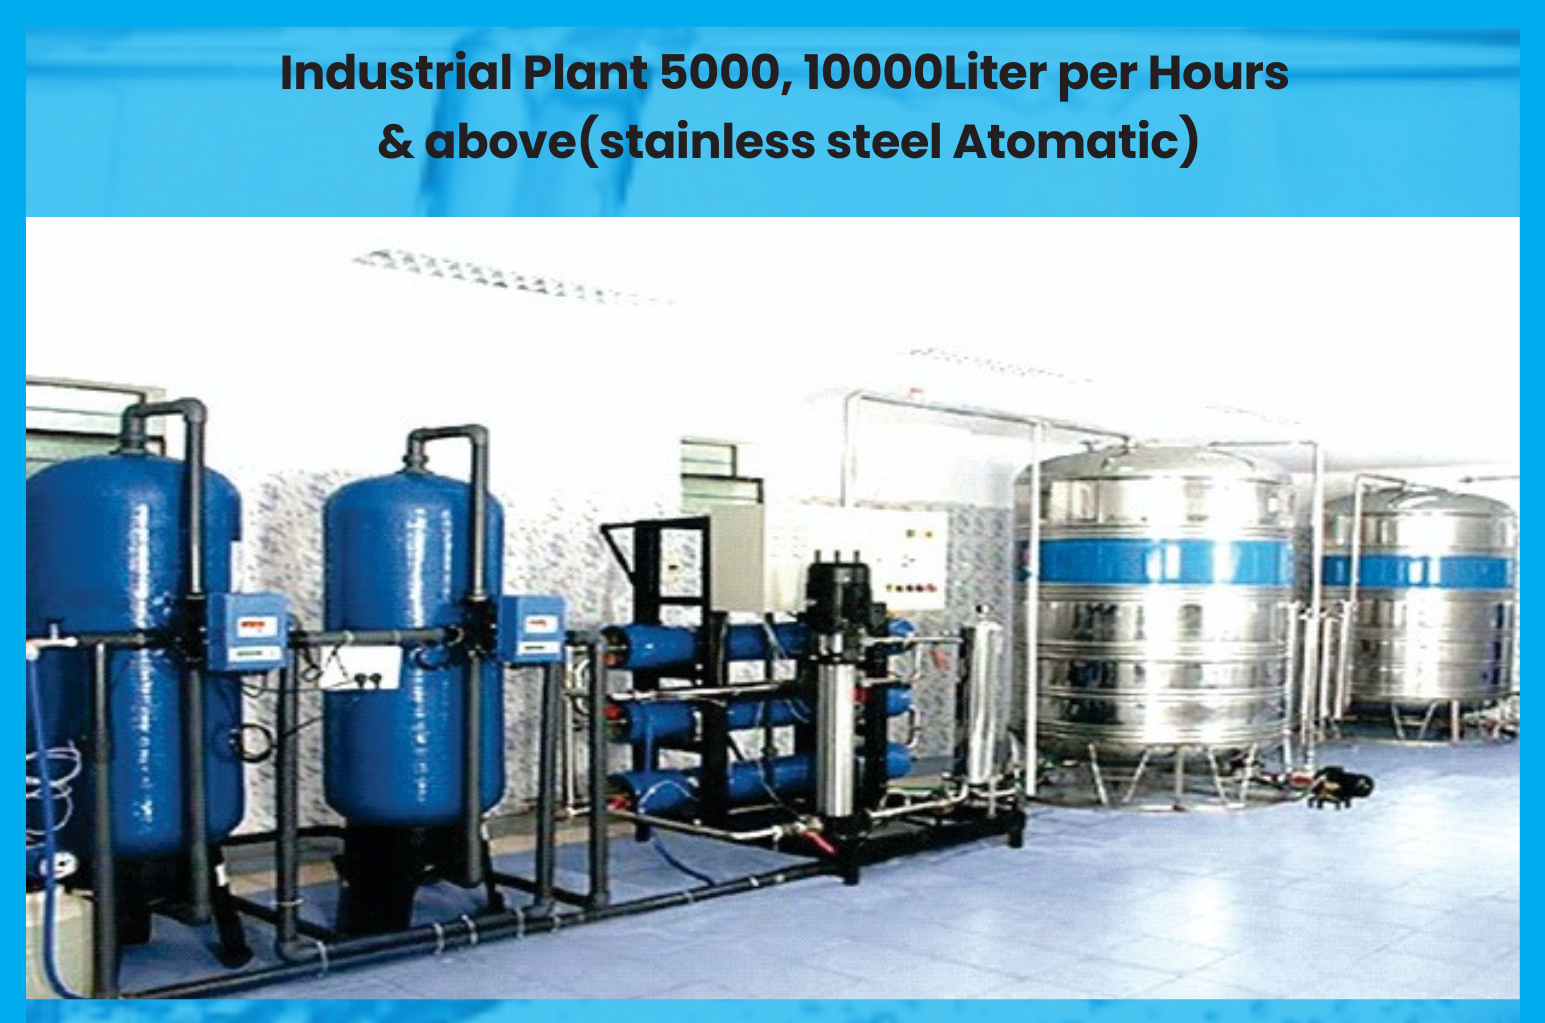 Industrial Plant 5000, 10000Liter per Hours
& above(stainless steel Atomatic)